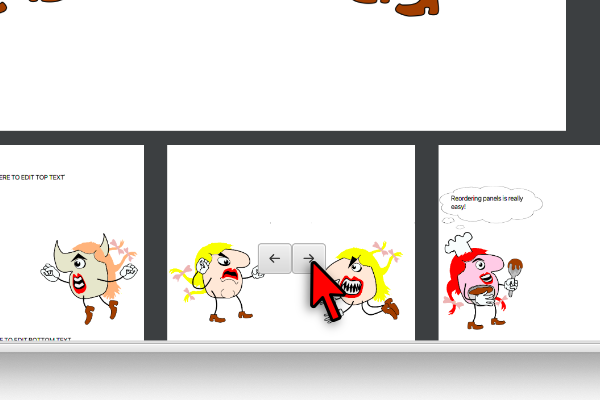 ERE TO EDIT TOP TEXT
Reordering panels is really
easy!
E TO EDIT BOTTOM TEXT